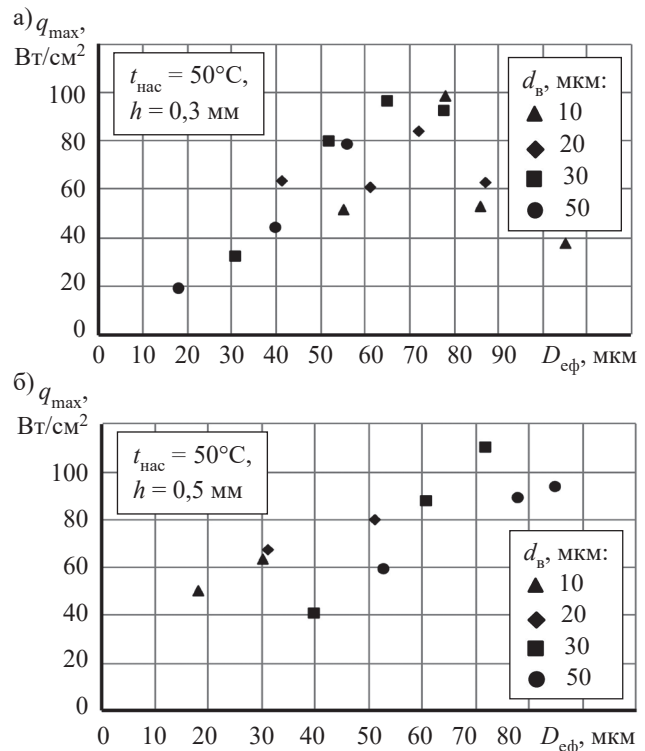 а) q_max,
Вт/см²
t_нас = 50°C,
h = 0,3 мм
d_в, мкм:
10
20
30
50
100
80
60
40
20
0
0 10 20 30 40 50 60 70 80 90 D_еф, мкм
б) q_max,
Вт/см²
t_нас = 50°C,
h = 0,5 мм
100
80
60
40
20
0
d_в, мкм:
10
20
30
50
0 10 20 30 40 50 60 70 80 D_еф, мкм